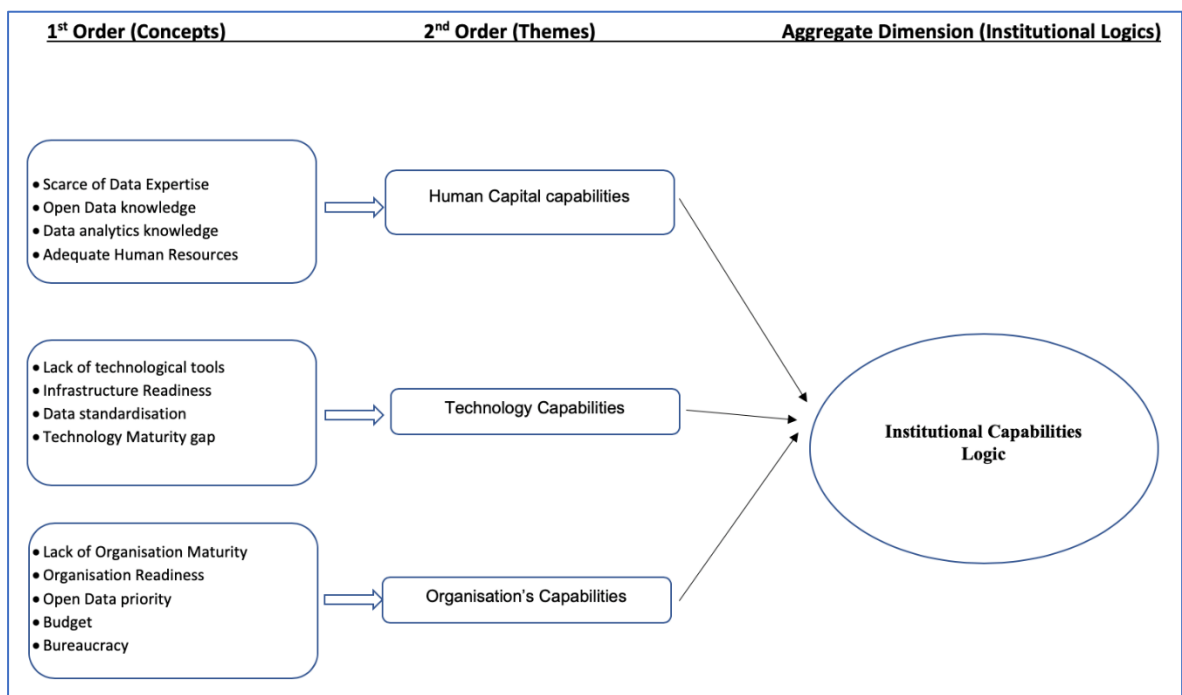 1st Order (Concepts) 2nd Order (Themes) Aggregate Dimension (Institutional Logics)
• Scarce of Data Expertise
• Open Data knowledge
• Data analytics knowledge
• Adequate Human Resources
Human Capital capabilities
• Lack of technological tools
• Infrastructure Readiness
• Data standardisation
• Technology Maturity gap
Technology Capabilities
• Lack of Organisation Maturity
• Organisation Readiness
• Open Data priority
• Budget
• Bureaucracy
Organisation's Capabilities
Institutional Capabilities
Logic